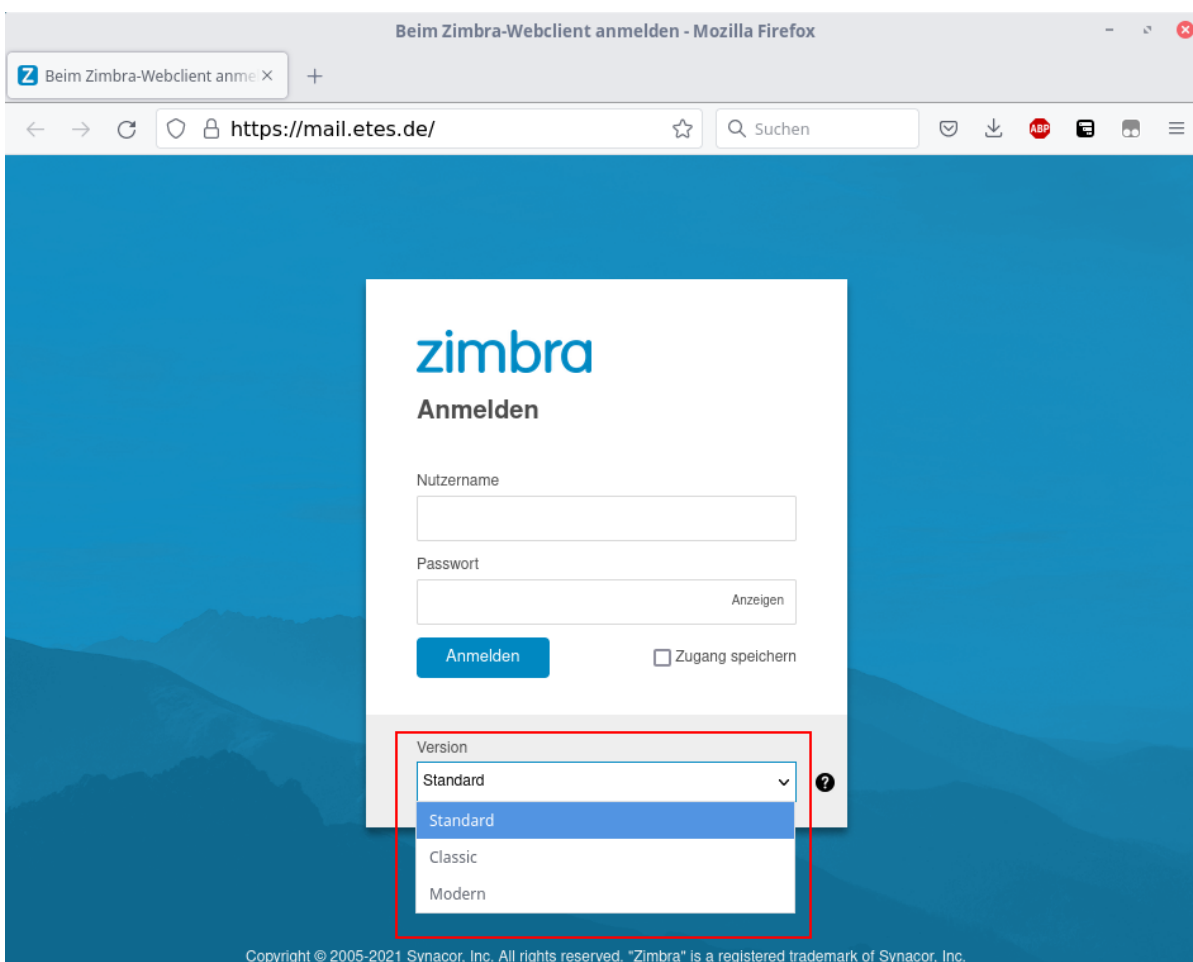 Beim Zimbra-Webclient anmelden - Mozilla Firefox
Z Beim Zimbra-Webclient anme
https://mail.etes.de/
Suchen
ABP
zimbra
Anmelden
Nutzername
Passwort
Anzeigen
Anmelden
Zugang speichern
Version
Standard
?
Standard
Classic
Modern
Copyright © 2005-2021 Synacor, Inc. All rights reserved. "Zimbra" is a registered trademark of Synacor, Inc.